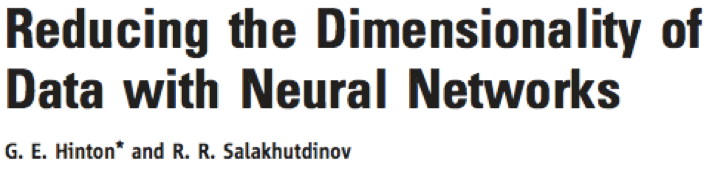 Reducing the Dimensionality of
Data with Neural Networks
G. E. Hinton* and R. R. Salakhutdinov